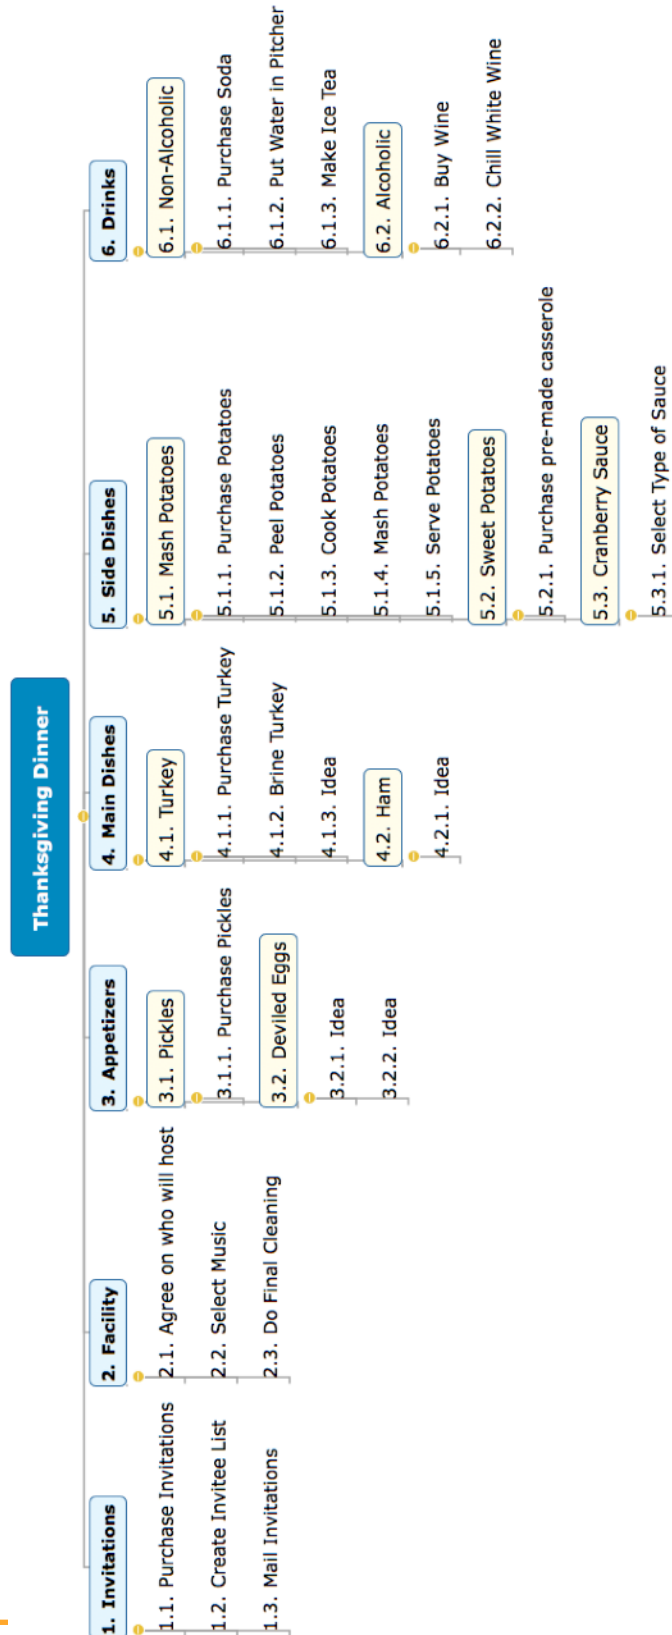 Thanksgiving Dinner
1. Invitations
1.1. Purchase Invitations
1.2. Create Invitee List
1.3. Mail Invitations
2. Facility
2.1. Agree on who will host
2.2. Select Music
2.3. Do Final Cleaning
3. Appetizers
3.1. Pickles
3.1.1. Purchase Pickles
3.2. Deviled Eggs
3.2.1. Idea
3.2.2. Idea
4. Main Dishes
4.1. Turkey
4.1.1. Purchase Turkey
4.1.2. Brine Turkey
4.1.3. Idea
4.2. Ham
4.2.1. Idea
5. Side Dishes
5.1. Mash Potatoes
5.1.1. Purchase Potatoes
5.1.2. Peel Potatoes
5.1.3. Cook Potatoes
5.1.4. Mash Potatoes
5.1.5. Serve Potatoes
5.2. Sweet Potatoes
5.2.1. Purchase pre-made casserole
5.3. Cranberry Sauce
5.3.1. Select Type of Sauce
6. Drinks
6.1. Non-Alcoholic
6.1.1. Purchase Soda
6.1.2. Put Water in Pitcher
6.1.3. Make Ice Tea
6.2. Alcoholic
6.2.1. Buy Wine
6.2.2. Chill White Wine